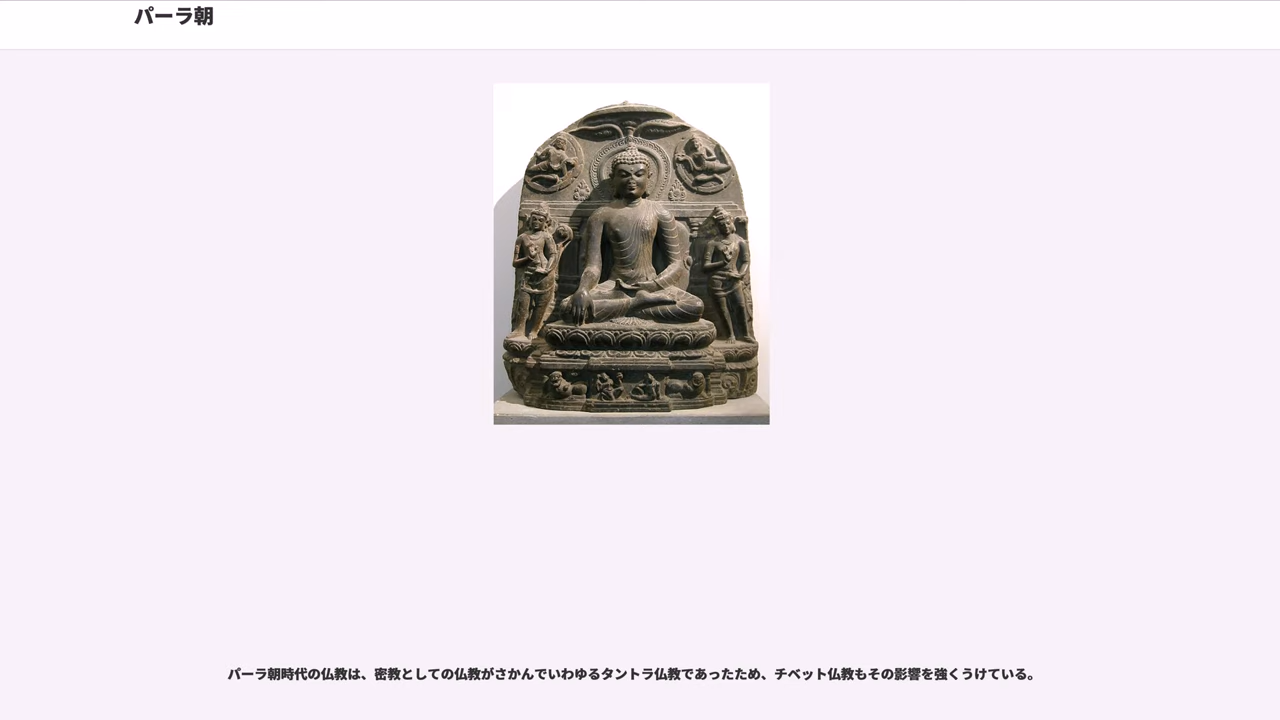 パーラ朝
パーラ朝時代の仏教は、密教としての仏教がさかんでいわゆるタントラ仏教であったため、チベット仏教もその影響を強くうけている。